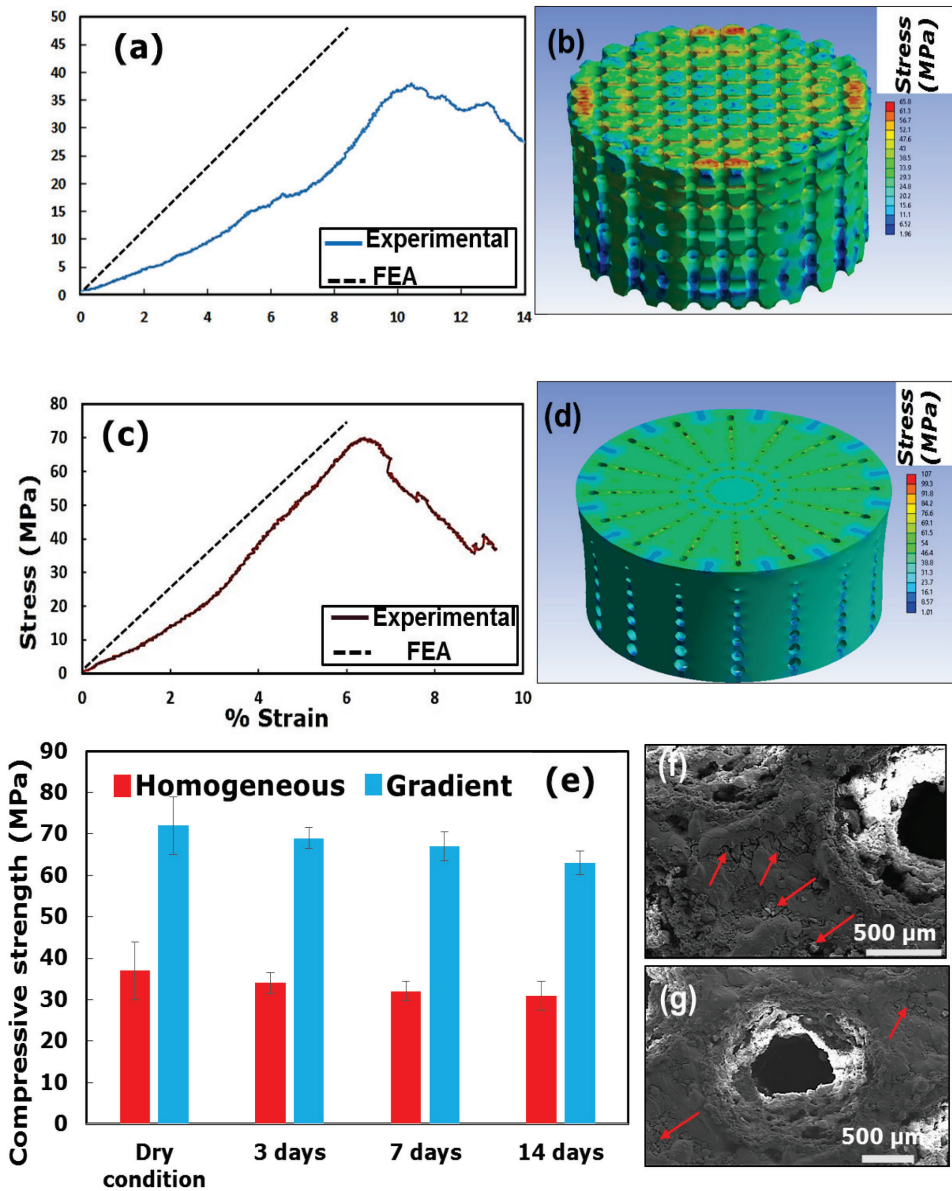 (a)
50
45
40
35
30
25
20
15
10
5
0
0 2 4 6 8 10 12 14
Experimental
FEA
(b)
Stress
(MPa)
65.8
61.3
56.7
52.1
47.6
43
38.5
33.9
29.3
24.8
20.2
15.6
11.1
6.52
1.96
(c)
Stress (MPa)
80
70
60
50
40
30
20
10
0
0 2 4 6 8 10
% Strain
Experimental
FEA
(d)
Stress
(MPa)
107
99.3
91.8
84.2
76.6
69.1
61.5
54
46.4
38.8
31.3
23.7
16.1
8.57
1.01
(e)
Compressive strength (MPa)
90
80
70
60
50
40
30
20
10
0
Homogeneous Gradient
Dry 3 days 7 days 14 days
condition
(f)
500 µm
(g)
500 µm